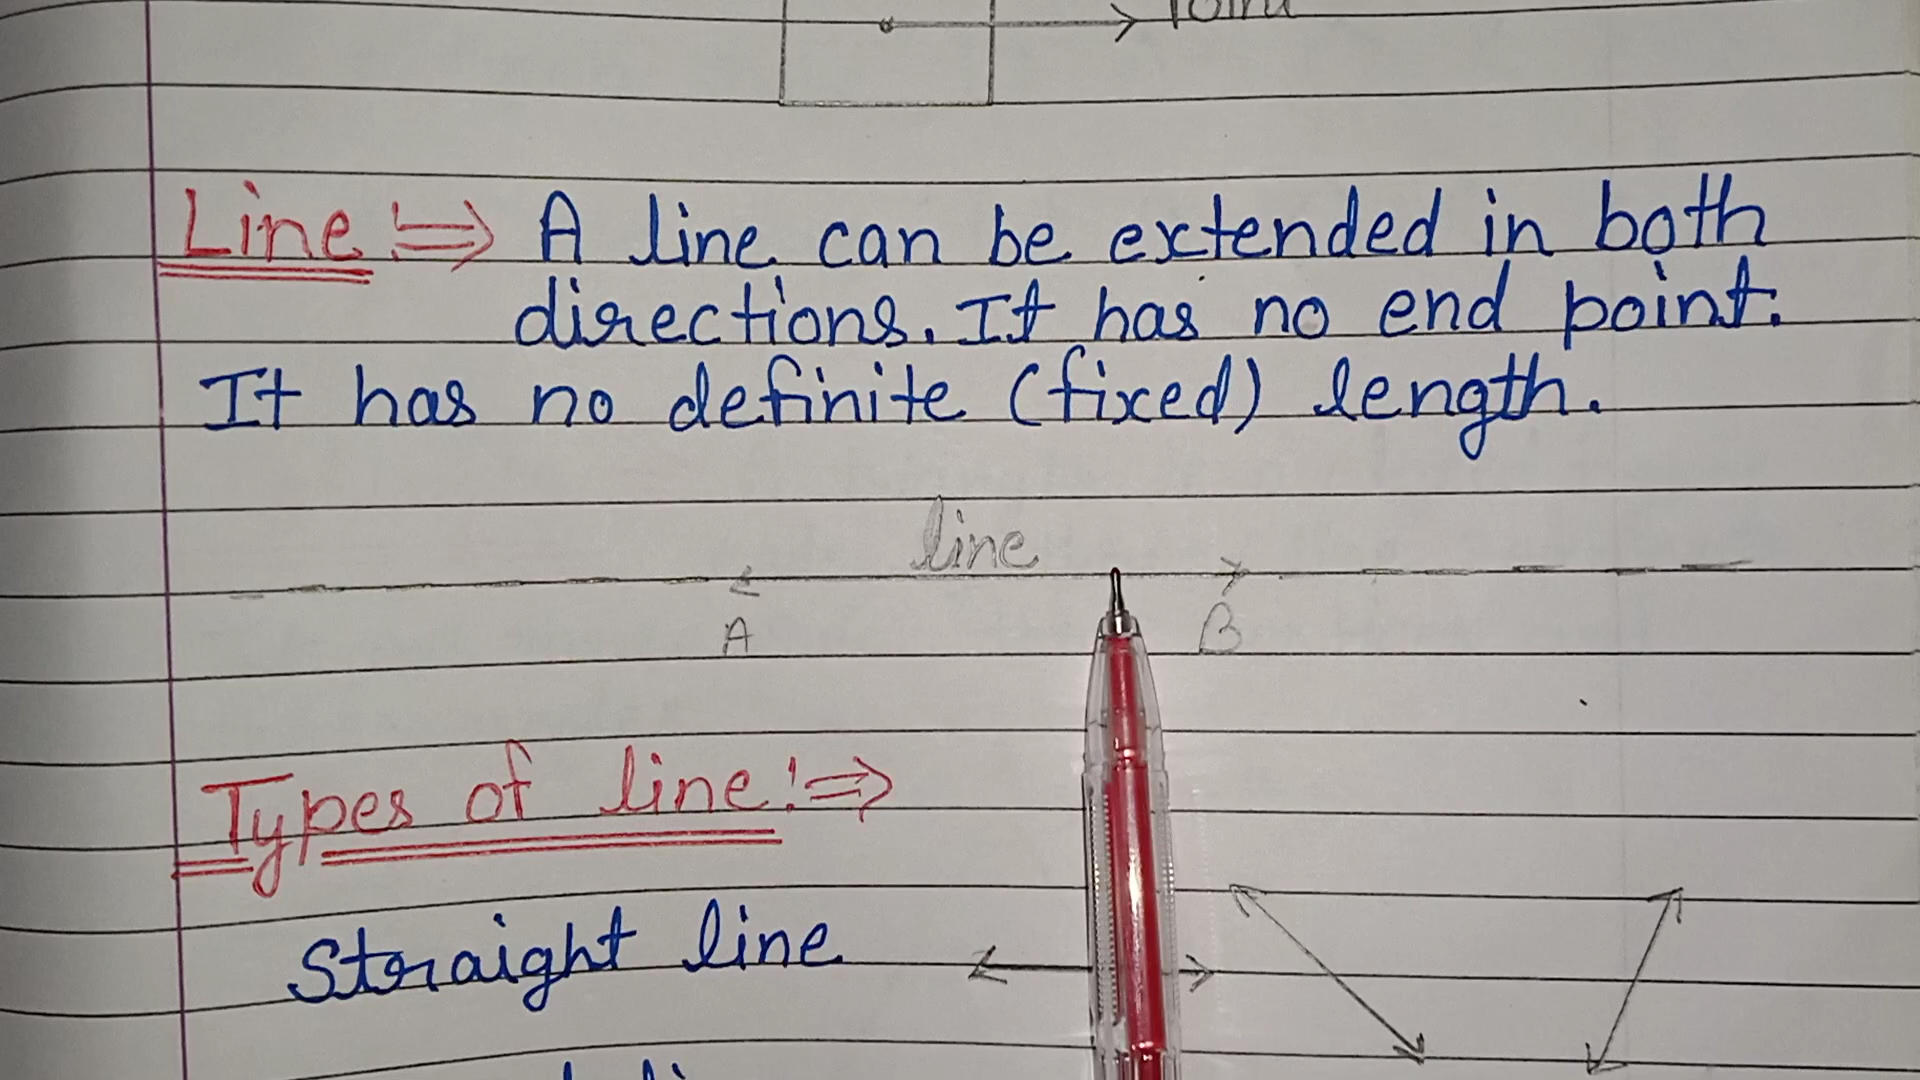 Point
Line :⇒ A line can be extended in both
directions. It has no end point.
It has no definite (fixed) length.
line
A B
Types of line :⇒
Straight line